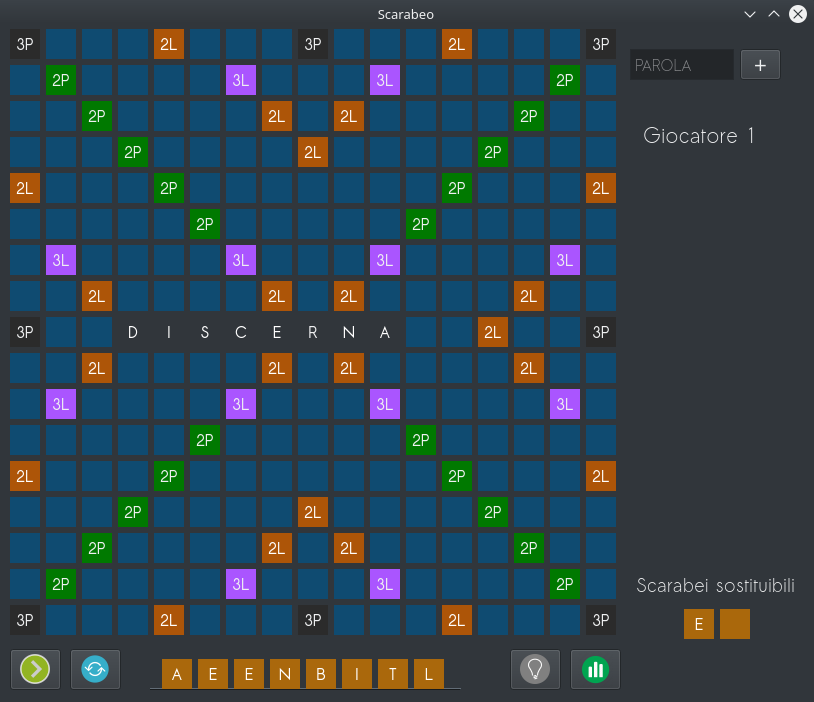 Scarabeo
3P 2L 3P 2L 3P
2P 3L 3L 2P
2P 2L 2L 2P
2P 2L 2P
2L 2P 2P 2L
2P 2P
3L 3L 3L 3L
2L 2L 2L 2L
3P D I S C E R N A 2L 3P
2L 2L 2L 2L
3L 3L 3L 3L
2P 2P
2L 2P 2P 2L
2P 2L 2P
2P 2L 2L 2P
2P 3L 3L 2P
3P 2L 3P 2L 3P
PAROLA +
Giocatore 1
Scarabei sostituibili
E
A E E N B I T L